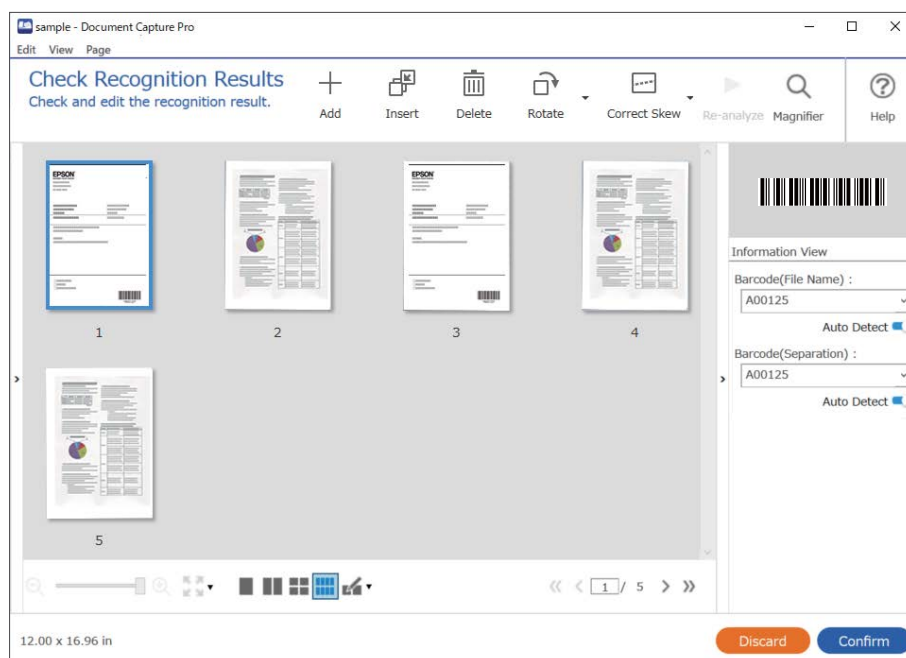 sample - Document Capture Pro
Edit View Page
Check Recognition Results
Check and edit the recognition result.
Add Insert Delete Rotate Correct Skew Re-analyze Magnifier Help
EPSON
EPSON
1 2 3 4
Information View
Barcode(File Name) :
A00125
Auto Detect
Barcode(Separation) :
A00125
Auto Detect
5
1 / 5
12.00 x 16.96 in
Discard Confirm